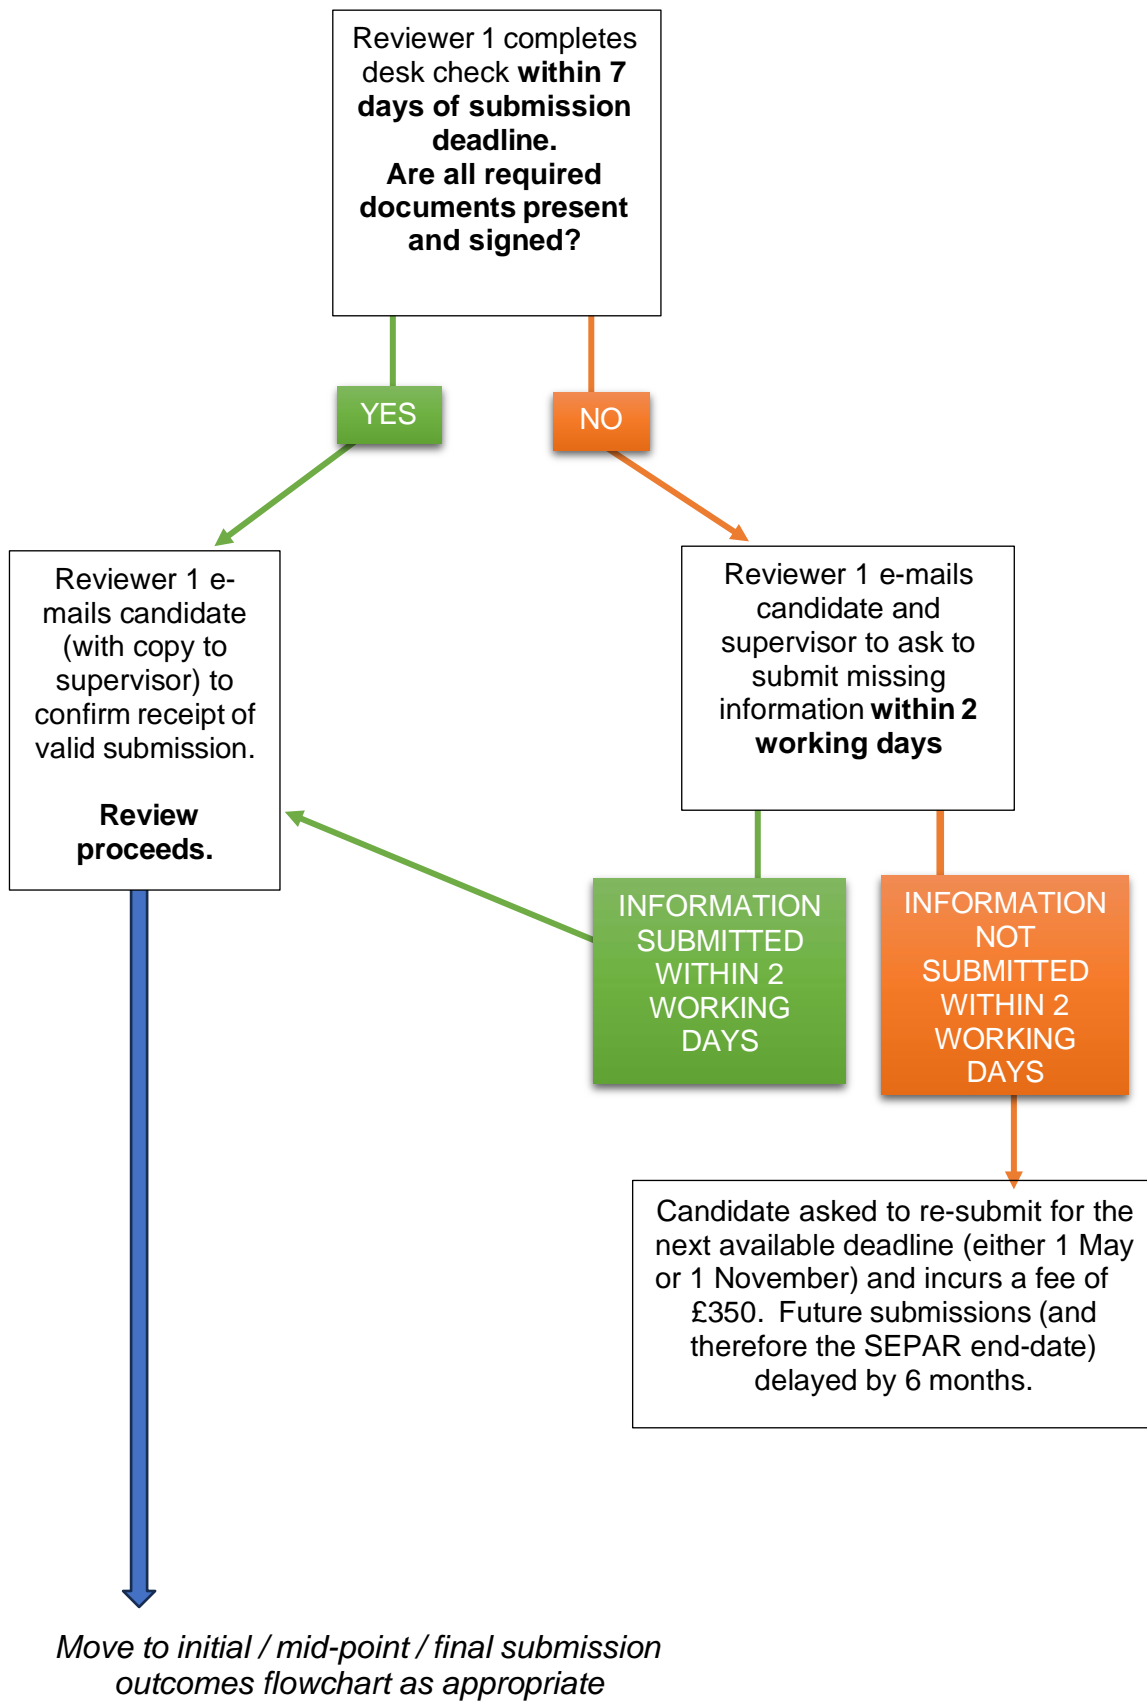 Reviewer 1 completes
desk check within 7
days of submission
deadline.
Are all required
documents present
and signed?
YES
NO
Reviewer 1 e-
mails candidate
(with copy to
supervisor) to
confirm receipt of
valid submission.
Review
proceeds.
Reviewer 1 e-mails
candidate and
supervisor to ask to
submit missing
information within 2
working days
INFORMATION
SUBMITTED
WITHIN 2
WORKING
DAYS
INFORMATION
NOT
SUBMITTED
WITHIN 2
WORKING
DAYS
Candidate asked to re-submit for the
next available deadline (either 1 May
or 1 November) and incurs a fee of
£350.  Future submissions (and
therefore the SEPAR end-date)
delayed by 6 months.
Move to initial / mid-point / final submission
outcomes flowchart as appropriate